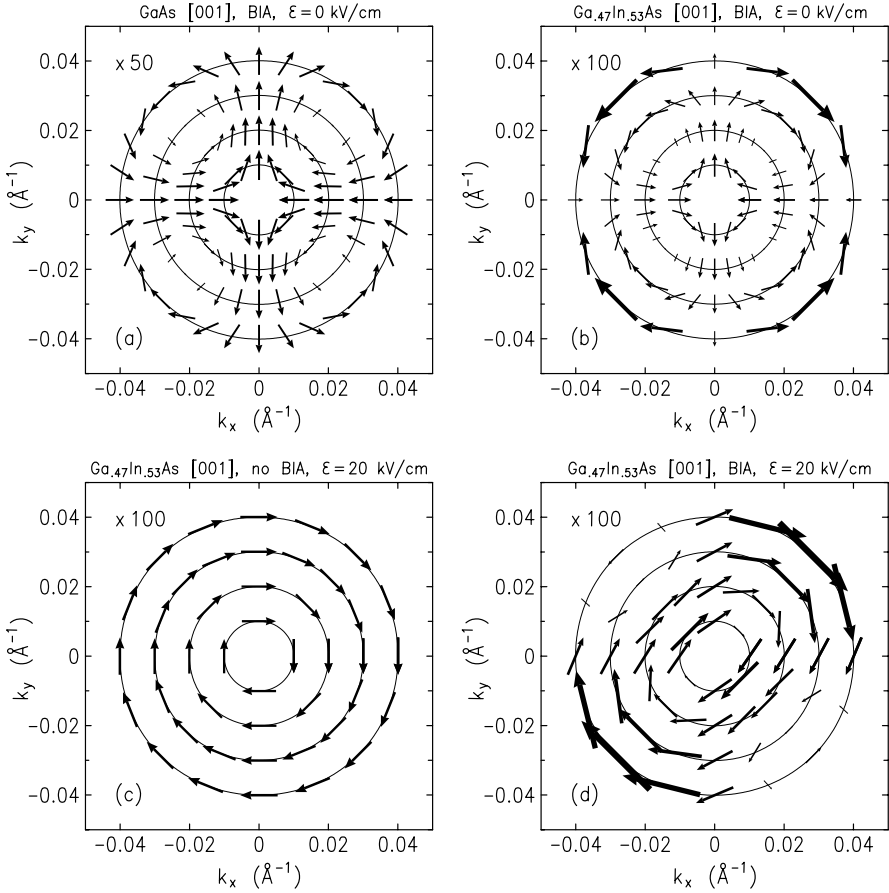 GaAs [001], BIA, ℰ=0 kV/cm
x 50
0.04
0.02
0
−0.02
−0.04
k_y (Å⁻¹)
(a)
−0.04 −0.02 0 0.02 0.04
k_x (Å⁻¹)
Ga.47In.53As [001], BIA, ℰ=0 kV/cm
x 100
0.04
0.02
0
−0.02
−0.04
k_y (Å⁻¹)
(b)
−0.04 −0.02 0 0.02 0.04
k_x (Å⁻¹)
Ga.47In.53As [001], no BIA, ℰ=20 kV/cm
x 100
0.04
0.02
0
−0.02
−0.04
k_y (Å⁻¹)
(c)
−0.04 −0.02 0 0.02 0.04
k_x (Å⁻¹)
Ga.47In.53As [001], BIA, ℰ=20 kV/cm
x 100
0.04
0.02
0
−0.02
−0.04
k_y (Å⁻¹)
(d)
−0.04 −0.02 0 0.02 0.04
k_x (Å⁻¹)